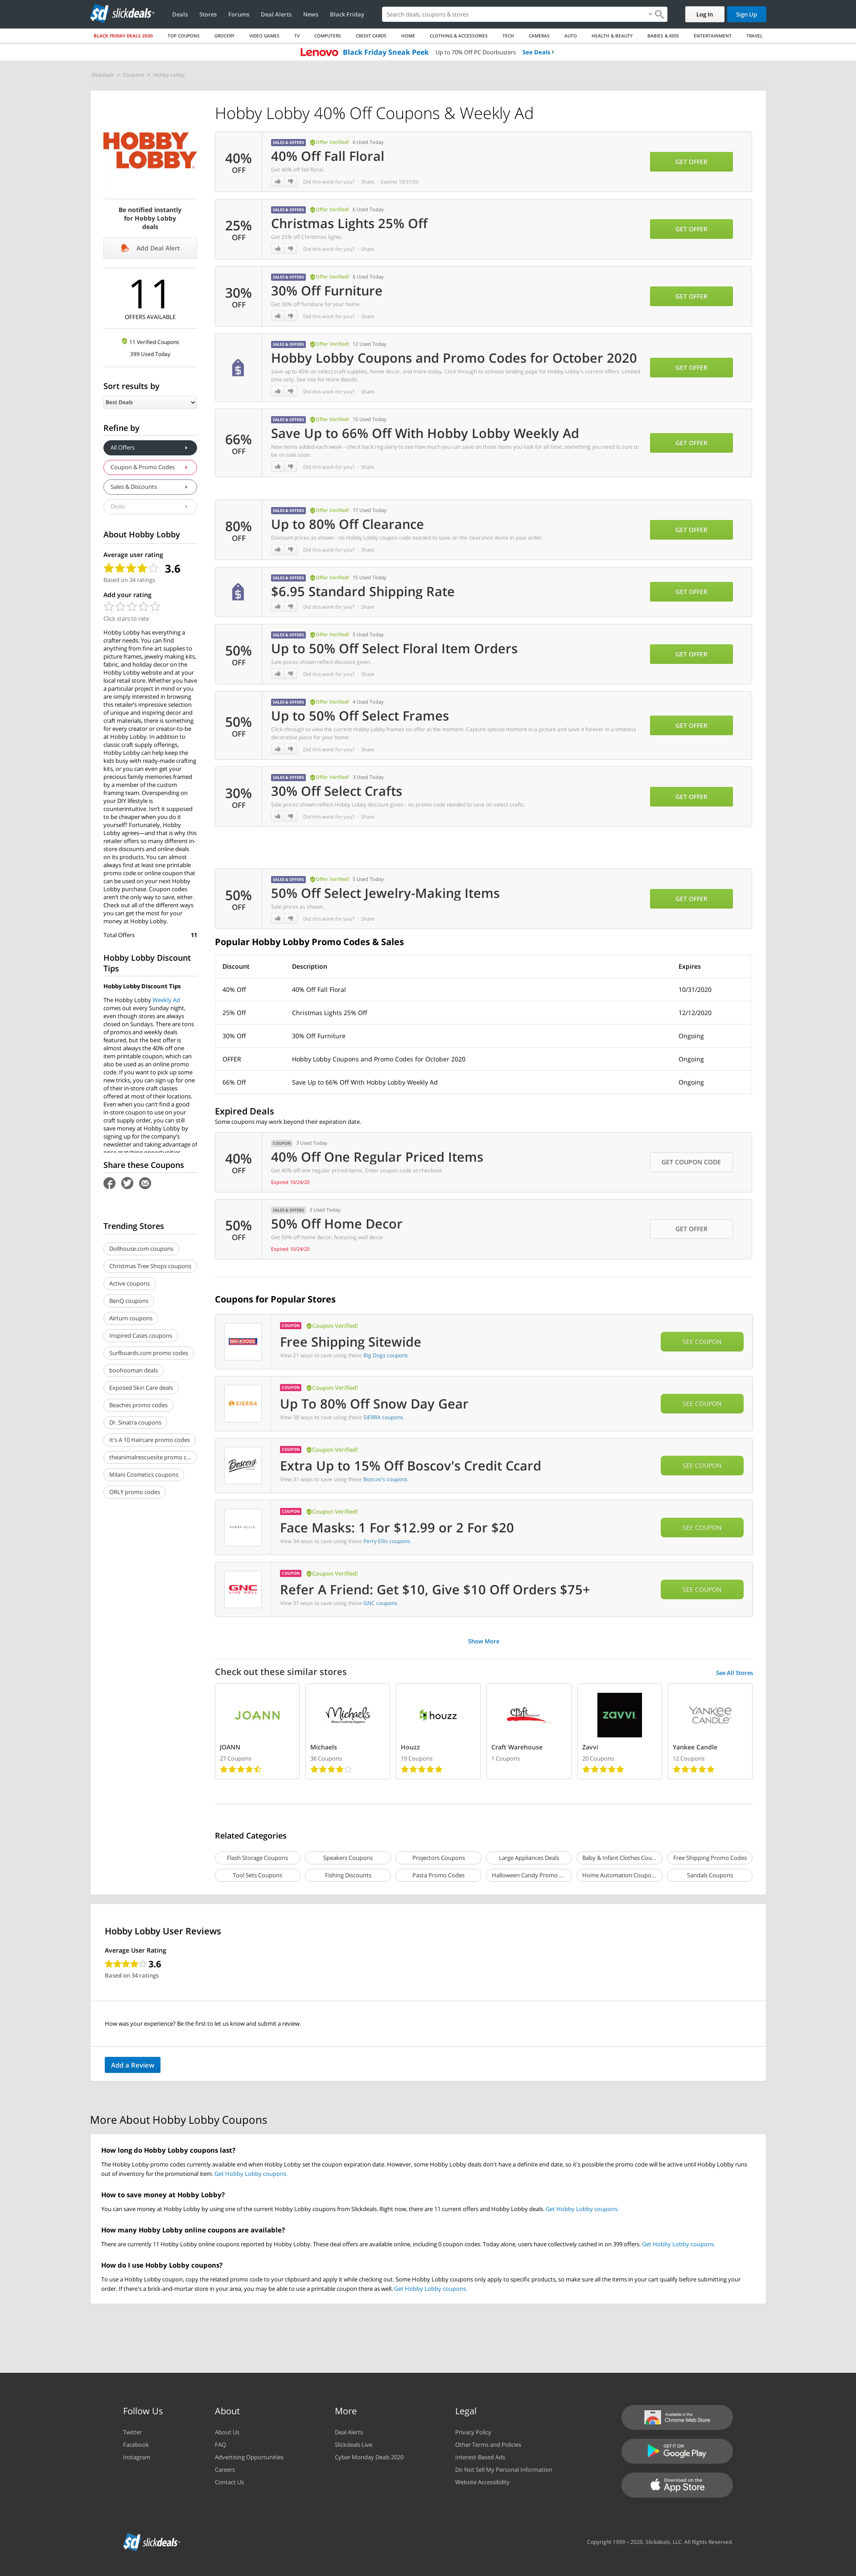 sd slickdeals
Deals Stores Forums Deal Alerts News Black Friday
Search deals, coupons & stores
Log In Sign Up
BLACK FRIDAY DEALS 2020 TOP COUPONS GROCERY VIDEO GAMES TV COMPUTERS CREDIT CARDS HOME CLOTHING & ACCESSORIES TECH CAMERAS AUTO HEALTH & BEAUTY BABIES & KIDS ENTERTAINMENT TRAVEL
Lenovo Black Friday Sneak Peek Up to 70% Off PC Doorbusters See Deals
Slickdeals Coupons Hobby Lobby
HOBBY LOBBY
Be notified instantly
for Hobby Lobby
deals
Add Deal Alert
11
OFFERS AVAILABLE
11 Verified Coupons
399 Used Today
Sort results by
Best Deals
Refine by
All Offers
Coupon & Promo Codes
Sales & Discounts
Deals
About Hobby Lobby
Average user rating
3.6
Based on 34 ratings
Add your rating
Click stars to rate
Hobby Lobby has everything a
crafter needs. You can find
anything from fine art supplies to
picture frames, jewelry making kits,
fabric, and holiday decor on the
Hobby Lobby website and at your
local retail store. Whether you have
a particular project in mind or you
are simply interested in browsing
this retailer's impressive selection
of unique and inspiring decor and
craft materials, there is something
for every creator or creator-to-be
at Hobby Lobby. In addition to
classic craft supply offerings,
Hobby Lobby can help keep the
kids busy with ready-made crafting
kits, or you can even get your
precious family memories framed
by a member of the custom
framing team. Overspending on
your DIY lifestyle is
counterintuitive. Isn't it supposed
to be cheaper when you do it
yourself? Fortunately, Hobby
Lobby agrees—and that is why this
retailer offers so many different in-
store discounts and online deals
and discounts. You can almost
always find at least one printable
promo code or online coupon that
can be used on your next Hobby
Lobby purchase. Coupon codes
aren't the only way to save, either.
Check out all of the different ways
you can get the most for your
money at Hobby Lobby.
Total Offers 11
Hobby Lobby Discount
Tips
Hobby Lobby Discount Tips
The Hobby Lobby Weekly Ad
comes out every Sunday night,
even though stores are always
closed on Sundays. There are tons
of promos and weekly deals
featured, but the best offer is
almost always the 40% off one
item printable coupon, which can
also be used as an online promo
code. If you want to pick up some
new tricks, you can sign up for one
of their in-store craft classes
offered at most of their locations.
Even when you can't find a good
in-store coupon to use on your
craft supply order, you can still
save money at Hobby Lobby by
signing up for the company's
newsletter and taking advantage of
price matching opportunities
Share these Coupons
Trending Stores
Dollhouse.com coupons
Christmas Tree Shops coupons
Active coupons
BenQ coupons
Airturn coupons
Inspired Cases coupons
Surfboards.com promo codes
boohooman deals
Exposed Skin Care deals
Beaches promo codes
Dr. Sinatra coupons
It's A 10 Haircare promo codes
theanimalrescuesite promo c...
Milani Cosmetics coupons
ORLY promo codes
Hobby Lobby 40% Off Coupons & Weekly Ad
40% OFF
SALES & OFFERS Offer Verified! 6 Used Today
40% Off Fall Floral
Get 40% off fall floral.
Did this work for you? · Share · Expires 10/31/20
GET OFFER
25% OFF
SALES & OFFERS Offer Verified! 6 Used Today
Christmas Lights 25% Off
Get 25% off Christmas lights.
Did this work for you? · Share
GET OFFER
30% OFF
SALES & OFFERS Offer Verified! 6 Used Today
30% Off Furniture
Get 30% off furniture for your home.
Did this work for you? · Share
GET OFFER
SALES & OFFERS Offer Verified! 12 Used Today
Hobby Lobby Coupons and Promo Codes for October 2020
Save up to 40% on select craft supplies, home decor, and more today. Click through to activate landing page for Hobby Lobby's current offers. Limited
time only. See site for more details.
Did this work for you? · Share
GET OFFER
66% OFF
SALES & OFFERS Offer Verified! 15 Used Today
Save Up to 66% Off With Hobby Lobby Weekly Ad
New items added each week - check back regularly to see how much you can save on those items you look for all time, something you need is sure to
be on sale soon.
Did this work for you? · Share
GET OFFER
80% OFF
SALES & OFFERS Offer Verified! 17 Used Today
Up to 80% Off Clearance
Discount prices as shown - no Hobby Lobby coupon code needed to save on the clearance items in your order.
Did this work for you? · Share
GET OFFER
SALES & OFFERS Offer Verified! 15 Used Today
$6.95 Standard Shipping Rate
Did this work for you? · Share
GET OFFER
50% OFF
SALES & OFFERS Offer Verified! 5 Used Today
Up to 50% Off Select Floral Item Orders
Sale prices shown reflect discount given.
Did this work for you? · Share
GET OFFER
50% OFF
SALES & OFFERS Offer Verified! 4 Used Today
Up to 50% Off Select Frames
Click-through to view the current Hobby Lobby frames on offer at the moment. Capture special moment in a picture and save it forever in a timeless
decorative piece for your home.
Did this work for you? · Share
GET OFFER
30% OFF
SALES & OFFERS Offer Verified! 3 Used Today
30% Off Select Crafts
Sale prices shown reflect Hobby Lobby discount given - no promo code needed to save on select crafts.
Did this work for you? · Share
GET OFFER
50% OFF
SALES & OFFERS Offer Verified! 5 Used Today
50% Off Select Jewelry-Making Items
Sale prices as shown.
Did this work for you? · Share
GET OFFER
Popular Hobby Lobby Promo Codes & Sales
Discount Description Expires
40% Off 40% Off Fall Floral 10/31/2020
25% Off Christmas Lights 25% Off 12/12/2020
30% Off 30% Off Furniture Ongoing
OFFER Hobby Lobby Coupons and Promo Codes for October 2020 Ongoing
66% Off Save Up to 66% Off With Hobby Lobby Weekly Ad Ongoing
Expired Deals
Some coupons may work beyond their expiration date.
40% OFF
COUPON 3 Used Today
40% Off One Regular Priced Items
Get 40% off one regular priced items. Enter coupon code at checkout.
Expired 10/24/20
GET COUPON CODE
50% OFF
SALES & OFFERS 3 Used Today
50% Off Home Decor
Get 50% off home decor, featuring wall decor.
Expired 10/24/20
GET OFFER
Coupons for Popular Stores
BIG DOGS
COUPON Coupon Verified!
Free Shipping Sitewide
View 21 ways to save using these Big Dogs coupons.
SEE COUPON
SIERRA
COUPON Coupon Verified!
Up To 80% Off Snow Day Gear
View 38 ways to save using these SIERRA coupons.
SEE COUPON
Boscov's
COUPON Coupon Verified!
Extra Up to 15% Off Boscov's Credit Ccard
View 31 ways to save using these Boscov's coupons.
SEE COUPON
PERRY ELLIS
COUPON Coupon Verified!
Face Masks: 1 For $12.99 or 2 For $20
View 34 ways to save using these Perry Ellis coupons.
SEE COUPON
GNC LIVE WELL
COUPON Coupon Verified!
Refer A Friend: Get $10, Give $10 Off Orders $75+
View 37 ways to save using these GNC coupons.
SEE COUPON
Show More
Check out these similar stores See All Stores
JOANN Michaels houzz Craft ZAVVI YANKEE CANDLE
JOANN Michaels Houzz Craft Warehouse Zavvi Yankee Candle
27 Coupons 36 Coupons 19 Coupons 1 Coupons 20 Coupons 12 Coupons
Related Categories
Flash Storage Coupons Speakers Coupons Projectors Coupons Large Appliances Deals Baby & Infant Clothes Cou... Free Shipping Promo Codes
Tool Sets Coupons Fishing Discounts Pasta Promo Codes Halloween Candy Promo ... Home Automation Coupo... Sandals Coupons
Hobby Lobby User Reviews
Average User Rating
3.6
Based on 34 ratings
How was your experience? Be the first to let us know and submit a review.
Add a Review
More About Hobby Lobby Coupons
How long do Hobby Lobby coupons last?
The Hobby Lobby promo codes currently available end when Hobby Lobby set the coupon expiration date. However, some Hobby Lobby deals don't have a definite end date, so it's possible the promo code will be active until Hobby Lobby runs
out of inventory for the promotional item. Get Hobby Lobby coupons.
How to save money at Hobby Lobby?
You can save money at Hobby Lobby by using one of the current Hobby Lobby coupons from Slickdeals. Right now, there are 11 current offers and Hobby Lobby deals. Get Hobby Lobby coupons.
How many Hobby Lobby online coupons are available?
There are currently 11 Hobby Lobby online coupons reported by Hobby Lobby. These deal offers are available online, including 0 coupon codes. Today alone, users have collectively cashed in on 399 offers. Get Hobby Lobby coupons.
How do I use Hobby Lobby coupons?
To use a Hobby Lobby coupon, copy the related promo code to your clipboard and apply it while checking out. Some Hobby Lobby coupons only apply to specific products, so make sure all the items in your cart qualify before submitting your
order. If there's a brick-and-mortar store in your area, you may be able to use a printable coupon there as well. Get Hobby Lobby coupons.
Follow Us
Twitter
Facebook
Instagram
About
About Us
FAQ
Advertising Opportunities
Careers
Contact Us
More
Deal Alerts
Slickdeals Live
Cyber Monday Deals 2020
Legal
Privacy Policy
Other Terms and Policies
Interest-Based Ads
Do Not Sell My Personal Information
Website Accessibility
Available in the
Chrome Web Store
GET IT ON
Google Play
Download on the
App Store
sd slickdeals
Copyright 1999 – 2020. Slickdeals, LLC. All Rights Reserved.